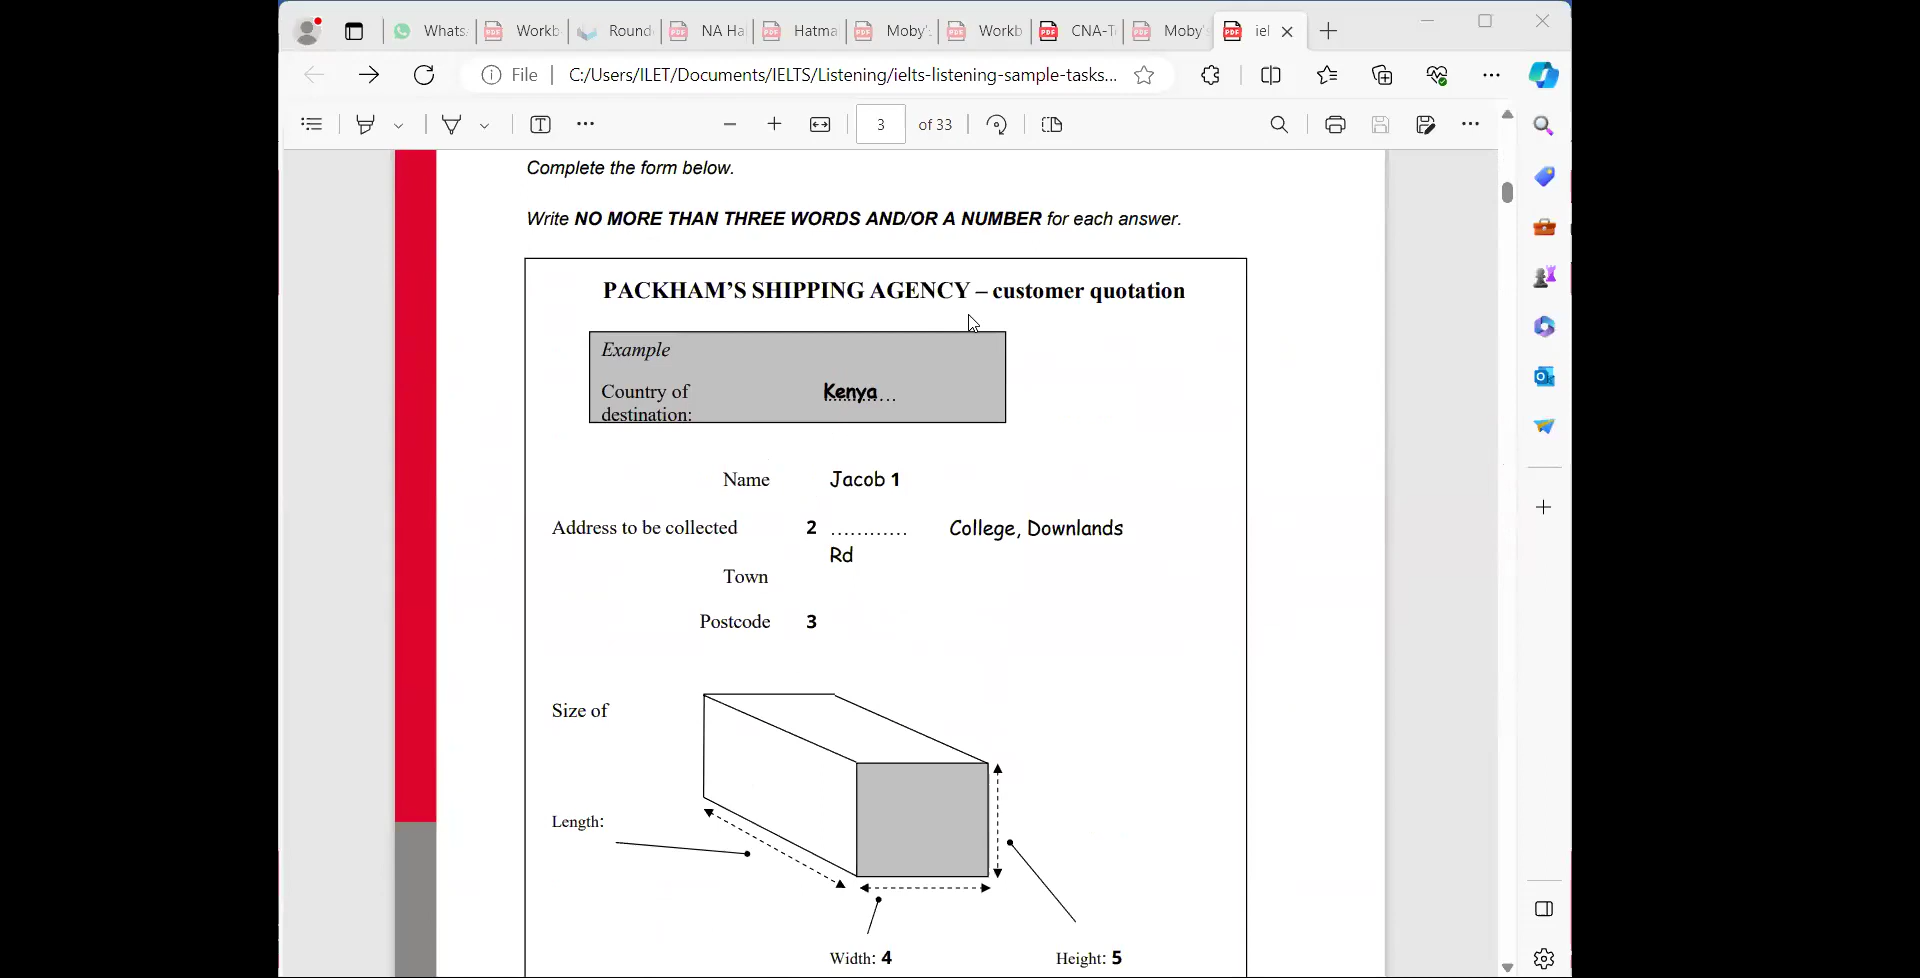 Whats
Workb
Round
NA Ha
Hatma
Moby'
Workb
CNA-T
Moby'
iel
File
C:/Users/ILET/Documents/IELTS/Listening/ielts-listening-sample-tasks...
3
of 33
Complete the form below.
Write NO MORE THAN THREE WORDS AND/OR A NUMBER for each answer.
PACKHAM'S SHIPPING AGENCY – customer quotation
Example
Country of
destination:
Kenya............
Name Jacob 1
Address to be collected 2 ............ College, Downlands
Rd
Town
Postcode 3
Size of
Length:
Width: 4 Height: 5